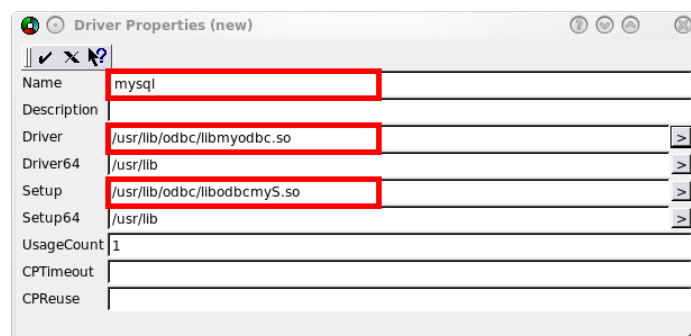 Driver Properties (new)
Name mysql
Description
Driver /usr/lib/odbc/libmyodbc.so >
Driver64 /usr/lib >
Setup /usr/lib/odbc/libodbcmyS.so >
Setup64 /usr/lib >
UsageCount 1
CPTimeout
CPReuse